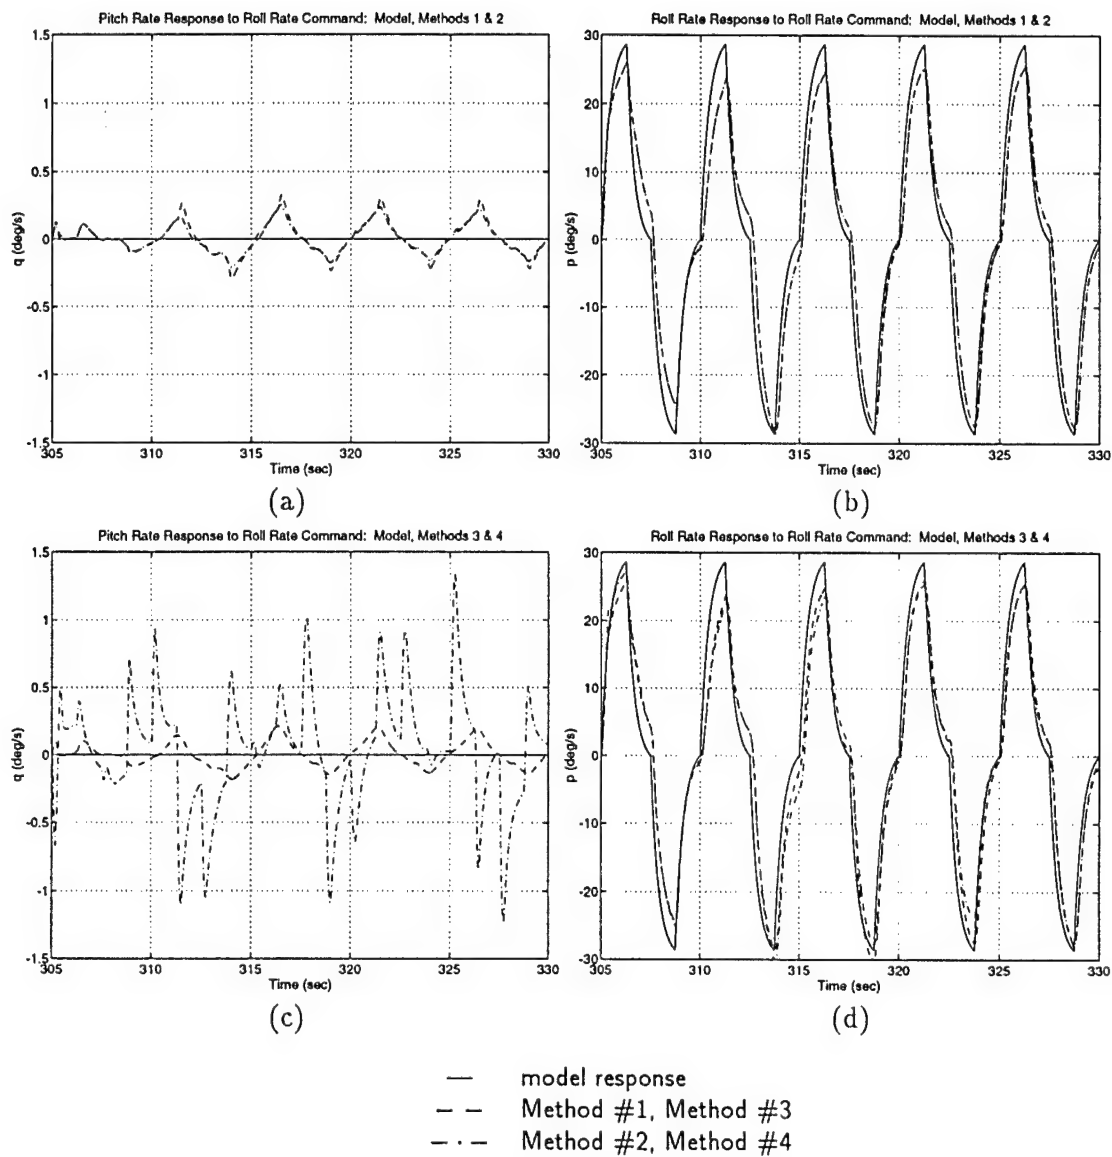 Pitch Rate Response to Roll Rate Command: Model, Methods 1 & 2
1.5
1
0.5
0
-0.5
-1
-1.5
q (deg/s)
305 310 315 320 325 330
Time (sec)
(a)
Roll Rate Response to Roll Rate Command: Model, Methods 1 & 2
30
20
10
0
-10
-20
-30
p (deg/s)
305 310 315 320 325 330
Time (sec)
(b)
Pitch Rate Response to Roll Rate Command: Model, Methods 3 & 4
1.5
1
0.5
0
-0.5
-1
-1.5
q (deg/s)
305 310 315 320 325 330
Time (sec)
(c)
Roll Rate Response to Roll Rate Command: Model, Methods 3 & 4
30
20
10
0
-10
-20
-30
p (deg/s)
305 310 315 320 325 330
Time (sec)
(d)
model response
Method #1, Method #3
Method #2, Method #4